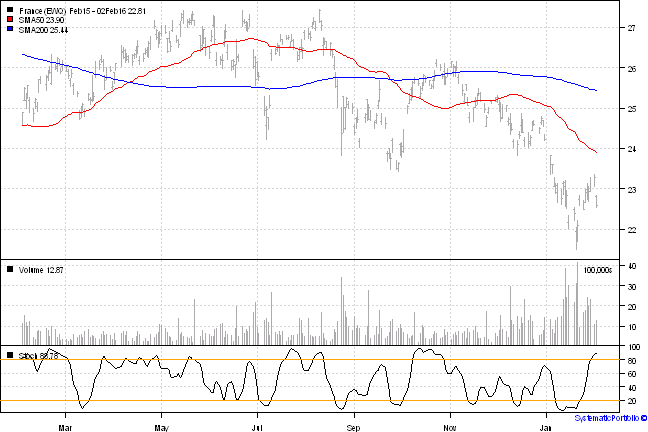 France (EWQ) Feb15 - 02Feb16 22.81
SMA50 23.90
SMA200 25.44
27
26
25
24
23
22
Volume 12.87
100,000s
40
30
20
10
Stoch 88.78
100
80
60
40
20
Mar May Jul Sep Nov Jan
SystematicPortfolio ©